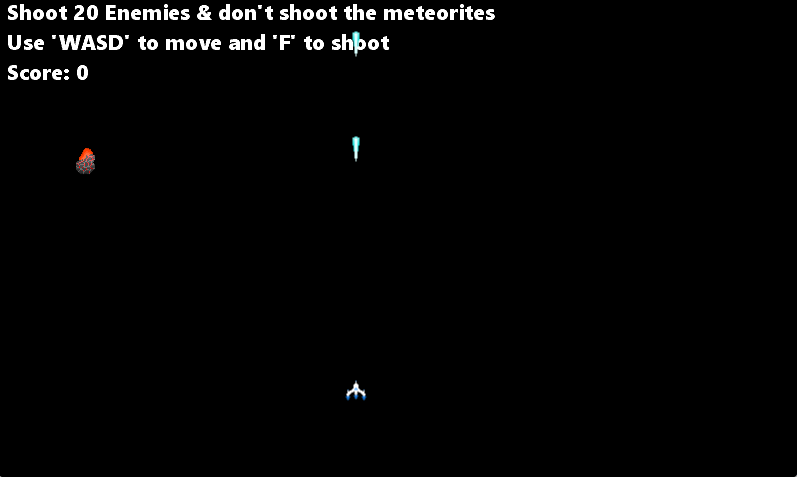 Shoot 20 Enemies & don't shoot the meteorites
Use 'WASD' to move and 'F' to shoot
Score: 0